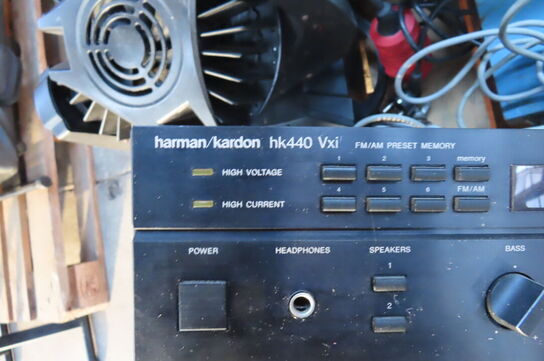 harman/kardon hk440 Vxi
FM/AM PRESET MEMORY
1 2 3 memory
HIGH VOLTAGE
4 5 6 FM/AM
HIGH CURRENT
POWER HEADPHONES SPEAKERS BASS
1
2